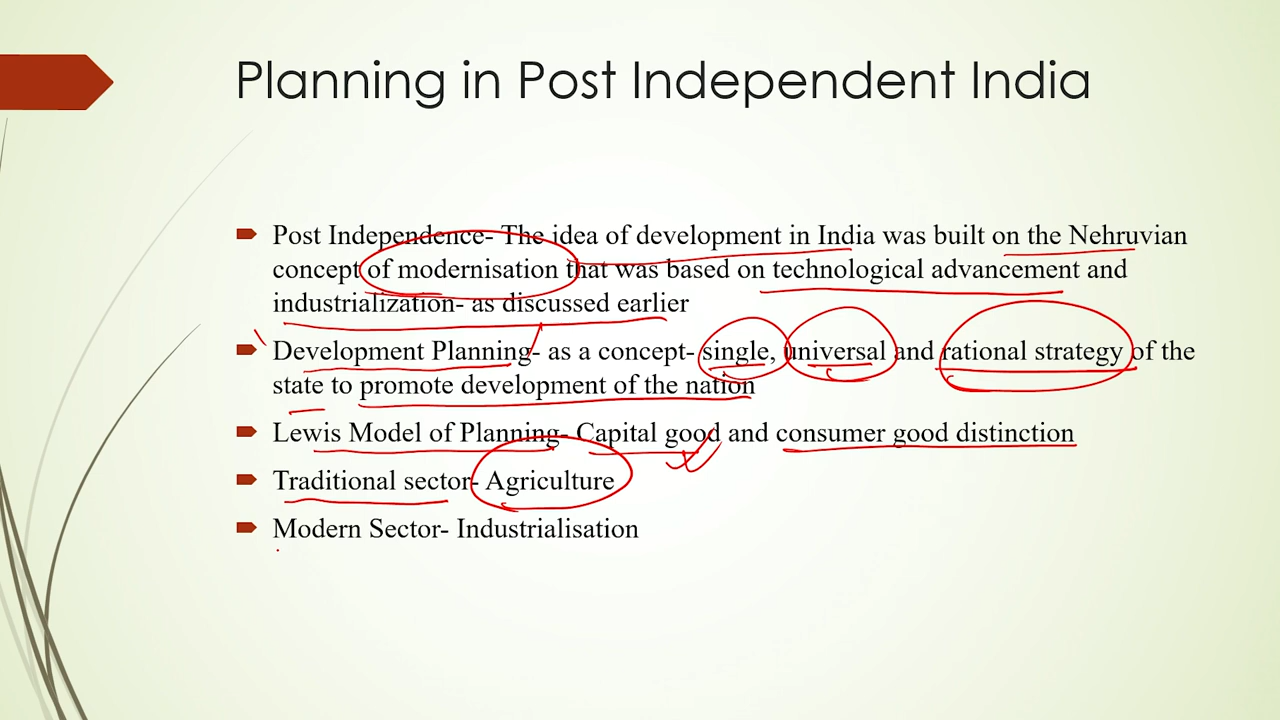 Planning in Post Independent India
Post Independence- The idea of development in India was built on the Nehruvian
concept of modernisation that was based on technological advancement and
industrialization- as discussed earlier
Development Planning- as a concept- single, universal and rational strategy of the
state to promote development of the nation
Lewis Model of Planning- Capital good and consumer good distinction
Traditional sector- Agriculture
Modern Sector- Industrialisation